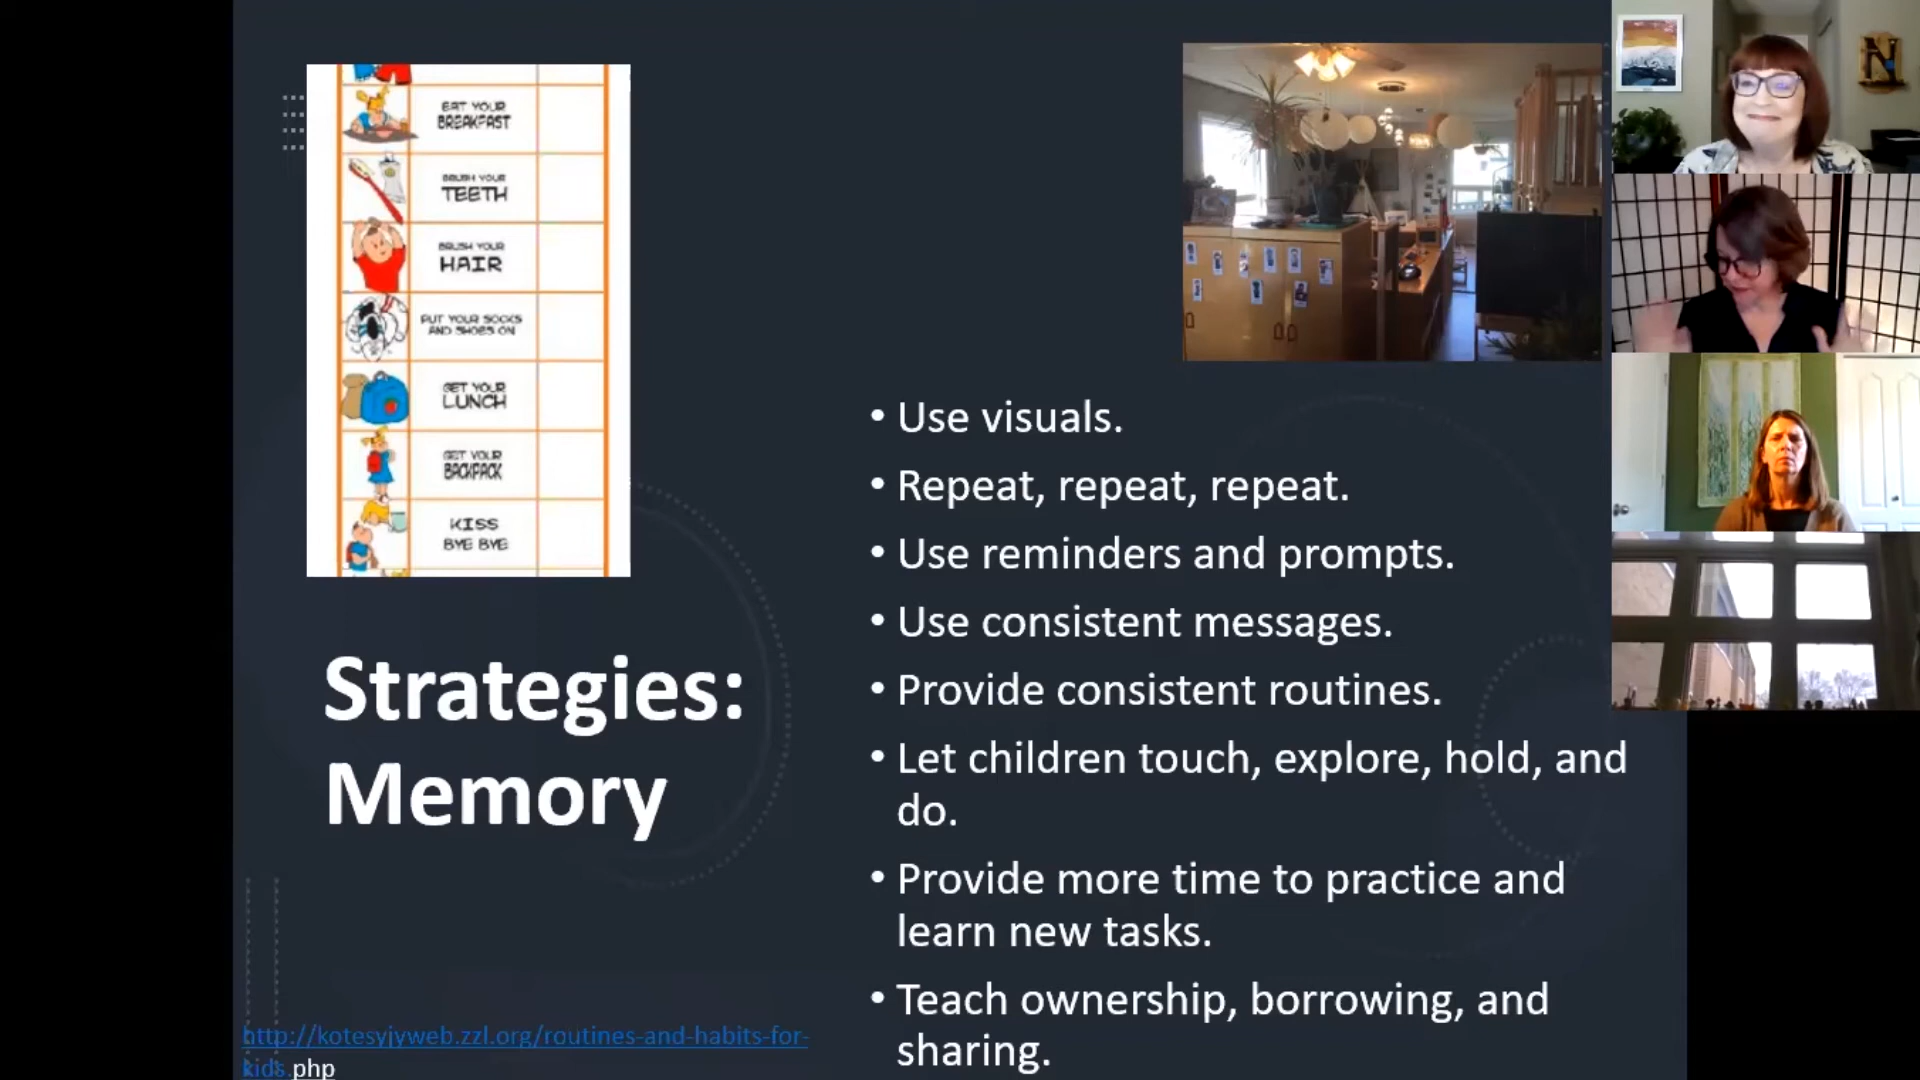 EAT YOUR
BREAKFAST
BRUSH YOUR
TEETH
BRUSH YOUR
HAIR
PUT YOUR SOCKS
AND SHOES ON
GET YOUR
LUNCH
GET YOUR
BACKPACK
KISS
BYE BYE
Strategies:
Memory
http://kotesyjyweb.zzl.org/routines-and-habits-for-
kids.php
• Use visuals.
• Repeat, repeat, repeat.
• Use reminders and prompts.
• Use consistent messages.
• Provide consistent routines.
• Let children touch, explore, hold, and
do.
• Provide more time to practice and
learn new tasks.
• Teach ownership, borrowing, and
sharing.
N